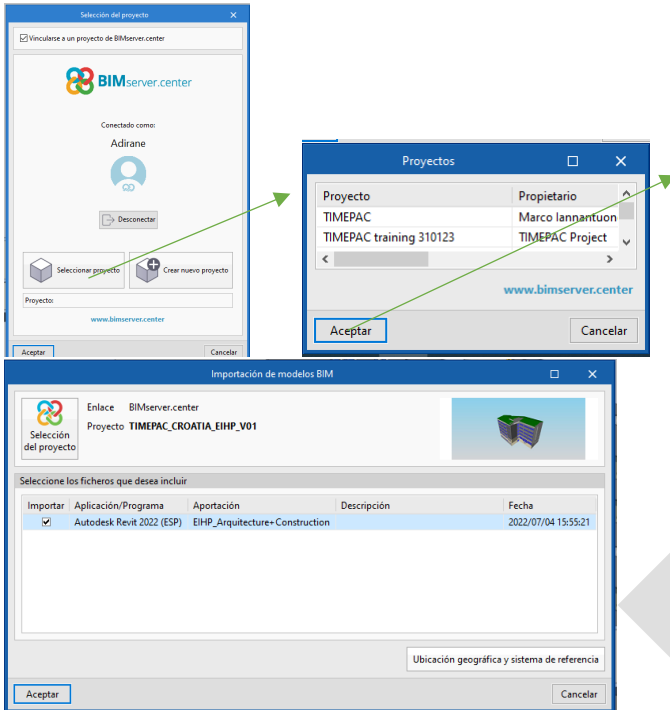 Selección del proyecto
Vincularse a un proyecto de BIMserver.center
BIMserver.center
Conectado como:
Adirane
Desconectar
Seleccionar proyecto
Crear nuevo proyecto
Proyecto:
www.bimserver.center
Aceptar
Cancelar
Proyectos
Proyecto Propietario
TIMEPAC Marco Iannantuon
TIMEPAC training 310123 TIMEPAC Project
www.bimserver.center
Aceptar
Cancelar
Importación de modelos BIM
Selección
del proyecto
Enlace BIMserver.center
Proyecto TIMEPAC_CROATIA_EIHP_V01
Seleccione los ficheros que desea incluir
Importar Aplicación/Programa Aportación Descripción Fecha
Autodesk Revit 2022 (ESP) EIHP_Arquitecture+Construction 2022/07/04 15:55:21
Ubicación geográfica y sistema de referencia
Aceptar
Cancelar